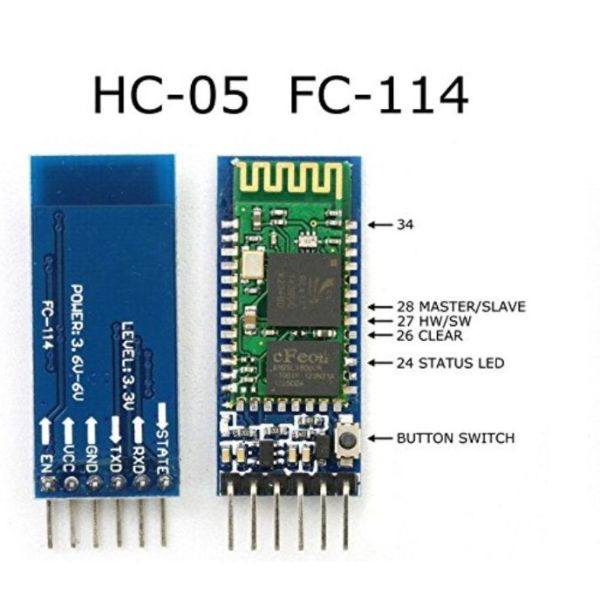 HC-05 FC-114
34
28 MASTER/SLAVE
27 HW/SW
26 CLEAR
24 STATUS LED
BUTTON SWITCH
FC-114
POWER:3.6V-6V
LEVEL:3.3V
EN
VCC
GND
TXD
RXD
STATE
cFeon